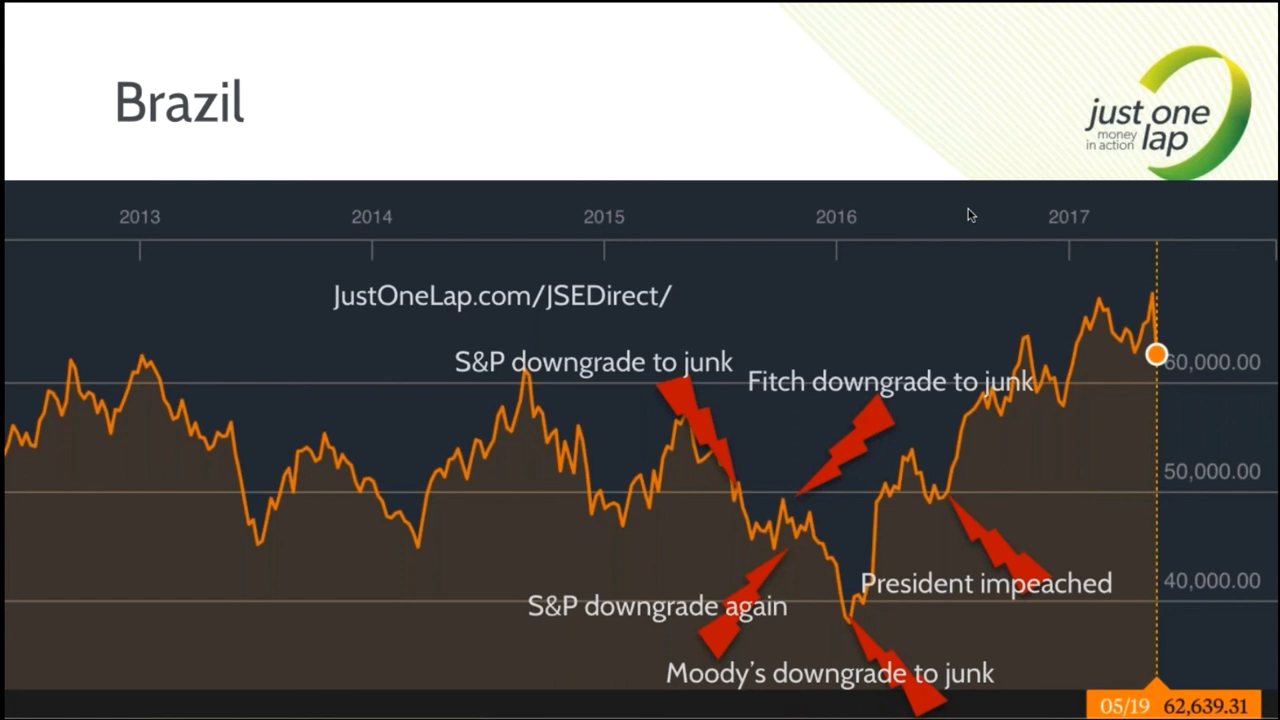 Brazil
just one
money
in action lap
2013 2014 2015 2016 2017
JustOneLap.com/JSEDirect/
S&P downgrade to junk
Fitch downgrade to junk
60,000.00
50,000.00
President impeached
40,000.00
S&P downgrade again
Moody's downgrade to junk
05/19 62,639.31